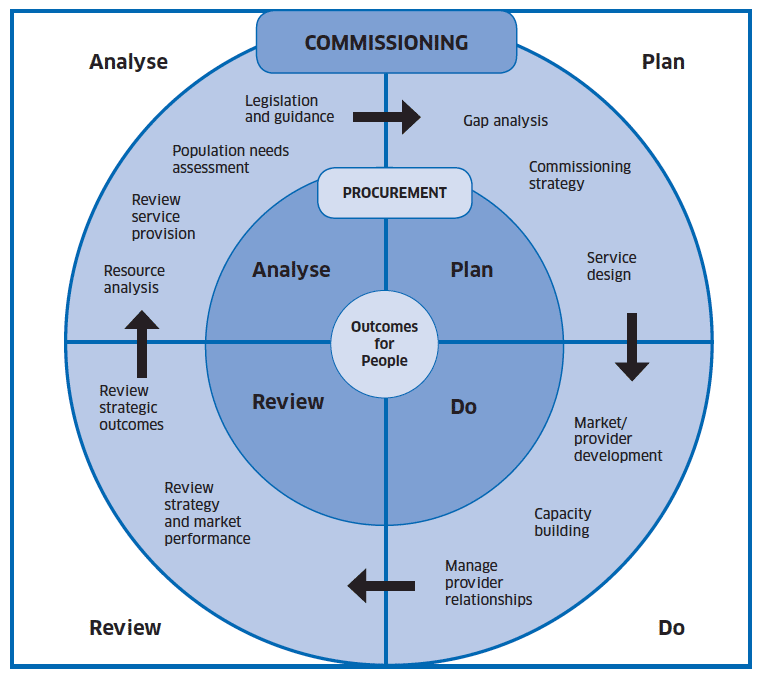 COMMISSIONING
Analyse
Plan
Legislation
and guidance
Gap analysis
Population needs
assessment
Commissioning
strategy
PROCUREMENT
Review
service
provision
Analyse
Plan
Service
design
Resource
analysis
Outcomes
for
People
Review
strategic
outcomes
Review
Do
Market/
provider
development
Review
strategy
and market
performance
Capacity
building
Manage
provider
relationships
Review
Do